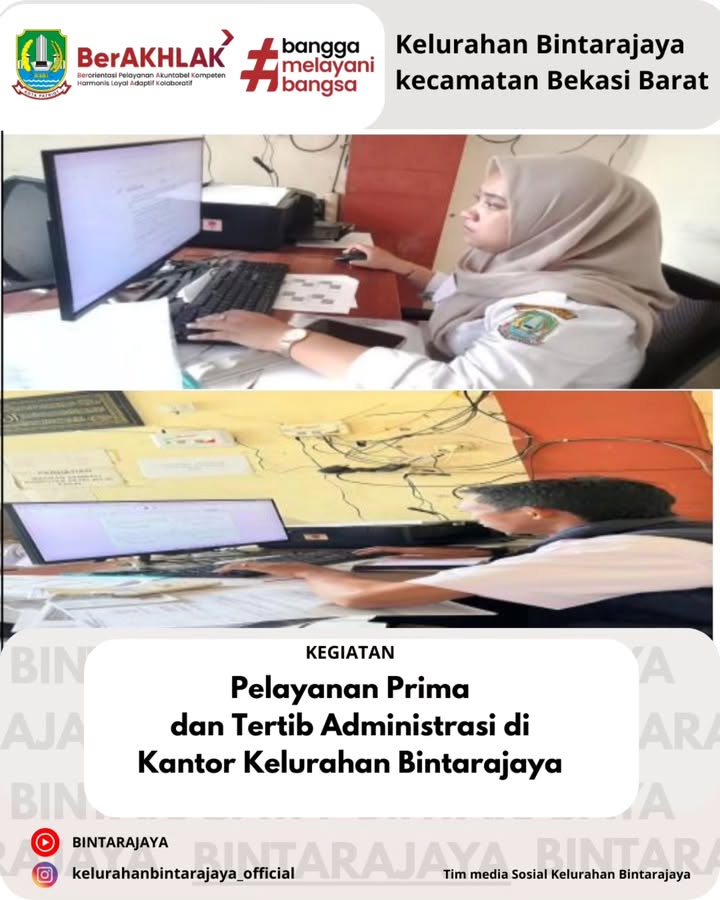 BerAKHLAK
Berorientasi Pelayanan Akuntabel Kompeten
Harmonis Loyal Adaptif Kolaboratif
#bangga
melayani
bangsa
Kelurahan Bintarajaya
kecamatan Bekasi Barat
KEGIATAN
Pelayanan Prima
dan Tertib Administrasi di
Kantor Kelurahan Bintarajaya
BINTARAJAYA
kelurahanbintarajaya_official
Tim media Sosial Kelurahan Bintarajaya
BINTARAJAYA